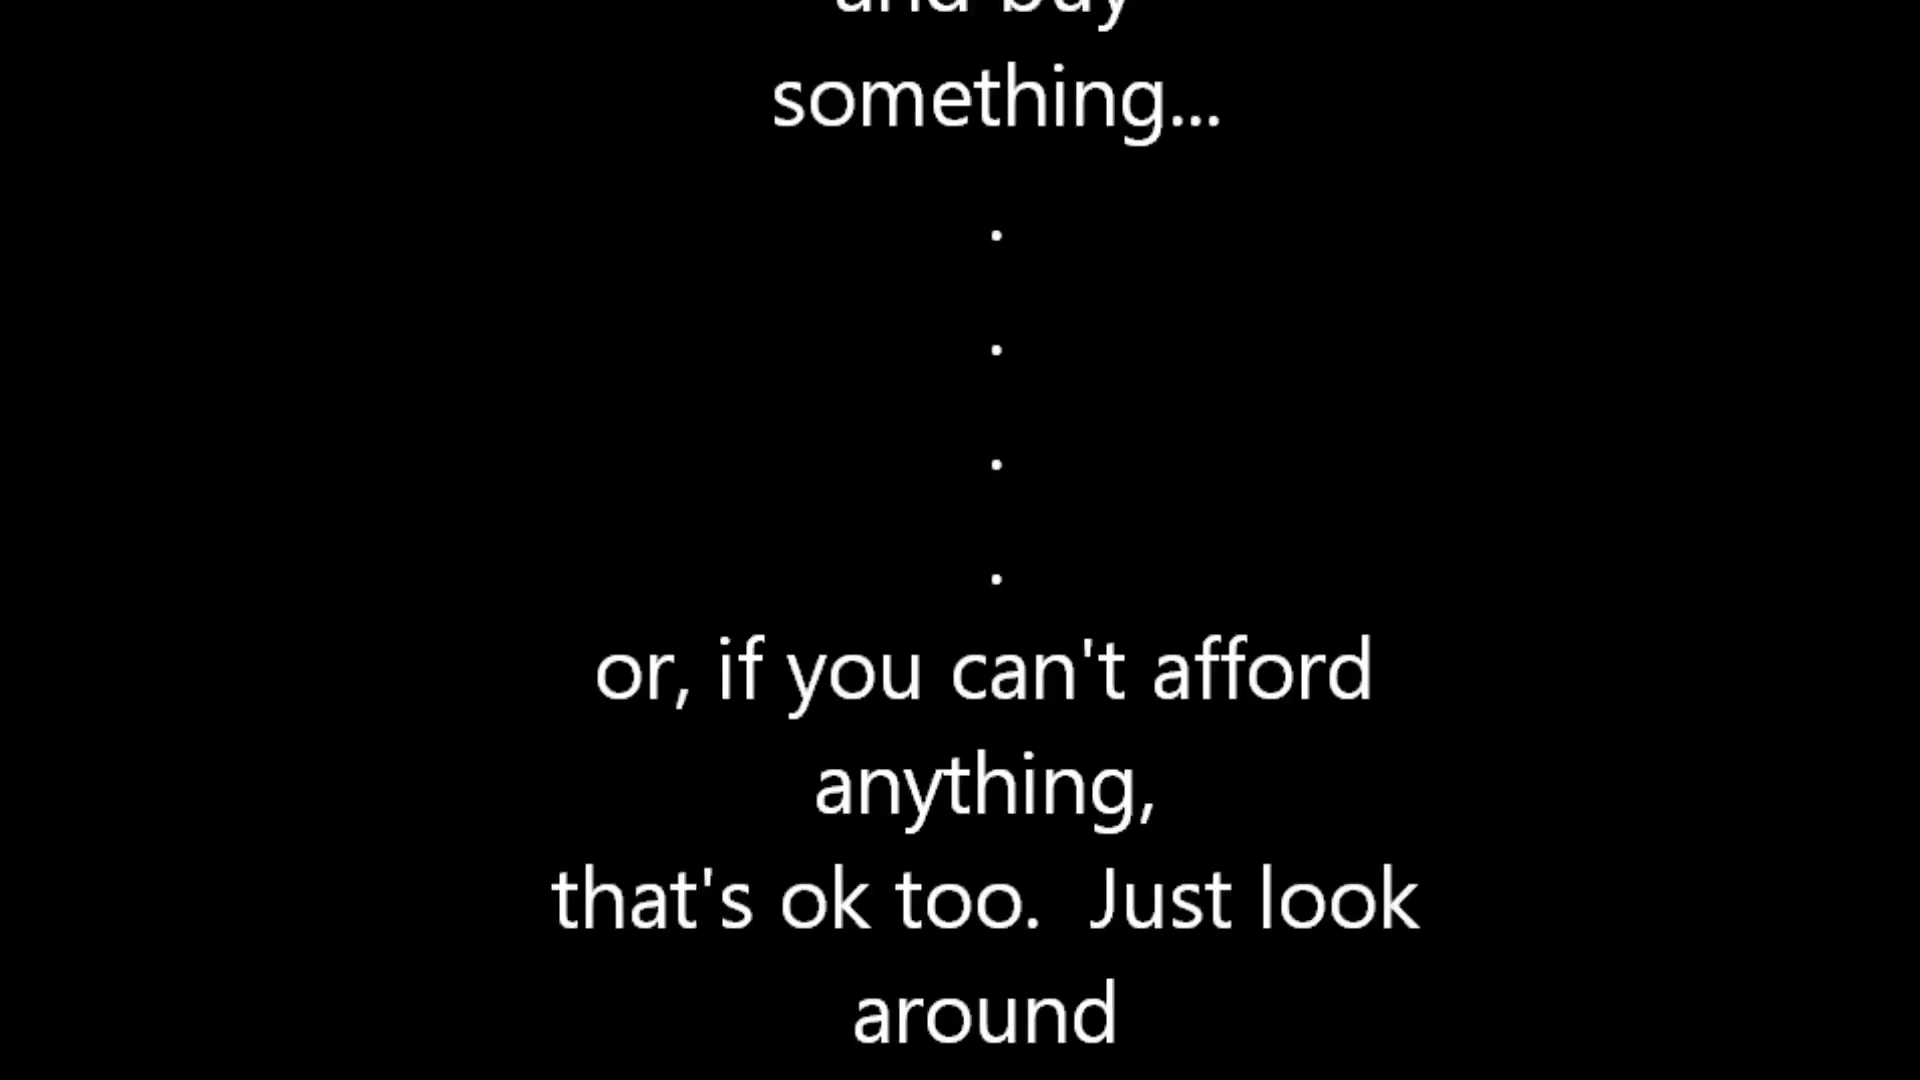 and buy
something...
.
.
.
.
or, if you can't afford
anything,
that's ok too.  Just look
around